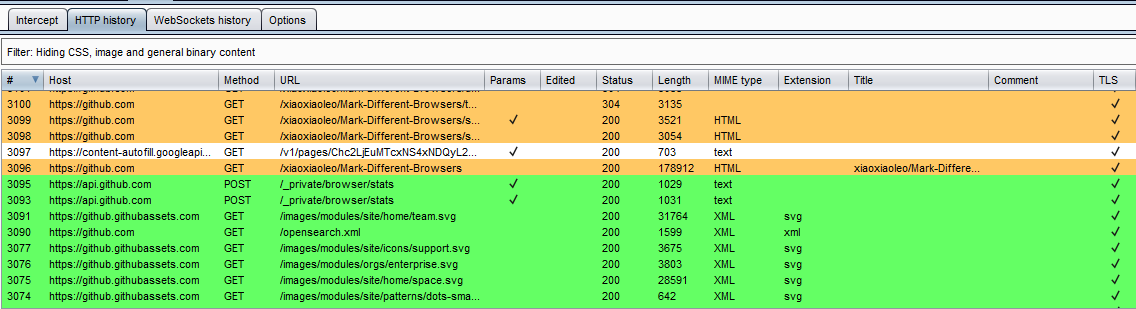 Intercept HTTP history WebSockets history Options
Filter: Hiding CSS, image and general binary content
# Host Method URL Params Edited Status Length MIME type Extension Title Comment TLS
3100 https://github.com GET /xiaoxiaoleo/Mark-Different-Browsers/t... 304 3135 ✓
3099 https://github.com GET /xiaoxiaoleo/Mark-Different-Browsers/s... ✓ 200 3521 HTML ✓
3098 https://github.com GET /xiaoxiaoleo/Mark-Different-Browsers/s... 200 3054 HTML ✓
3097 https://content-autofill.googleapi... GET /v1/pages/Chc2LjEuMTcxNS4xNDQyL2... ✓ 200 703 text ✓
3096 https://github.com GET /xiaoxiaoleo/Mark-Different-Browsers 200 178912 HTML xiaoxiaoleo/Mark-Differe... ✓
3095 https://api.github.com POST /_private/browser/stats ✓ 200 1029 text ✓
3093 https://api.github.com POST /_private/browser/stats ✓ 200 1031 text ✓
3091 https://github.githubassets.com GET /images/modules/site/home/team.svg 200 31764 XML svg ✓
3090 https://github.com GET /opensearch.xml 200 1599 XML xml ✓
3077 https://github.githubassets.com GET /images/modules/site/icons/support.svg 200 3675 XML svg ✓
3076 https://github.githubassets.com GET /images/modules/orgs/enterprise.svg 200 3803 XML svg ✓
3075 https://github.githubassets.com GET /images/modules/site/home/space.svg 200 28591 XML svg ✓
3074 https://github.githubassets.com GET /images/modules/site/patterns/dots-sma... 200 642 XML svg ✓